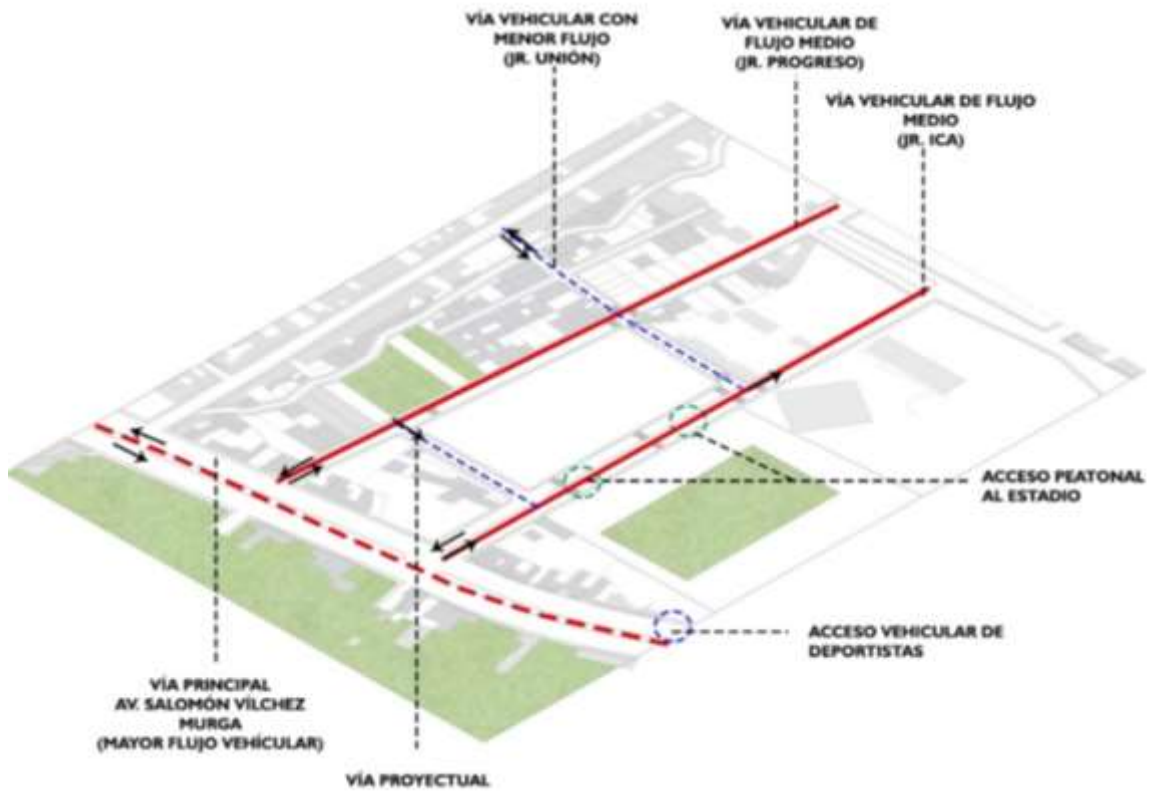 VÍA VEHICULAR CON
MENOR FLUJO
(JR. UNIÓN)
VÍA VEHICULAR DE
FLUJO MEDIO
(JR. PROGRESO)
VÍA VEHICULAR DE FLUJO
MEDIO
(JR. ICA)
ACCESO PEATONAL
AL ESTADIO
ACCESO VEHICULAR DE
DEPORTISTAS
VÍA PRINCIPAL
AV. SALOMÓN VÍLCHEZ
MURGA
(MAYOR FLUJO VEHÍCULAR)
VÍA PROYECTUAL